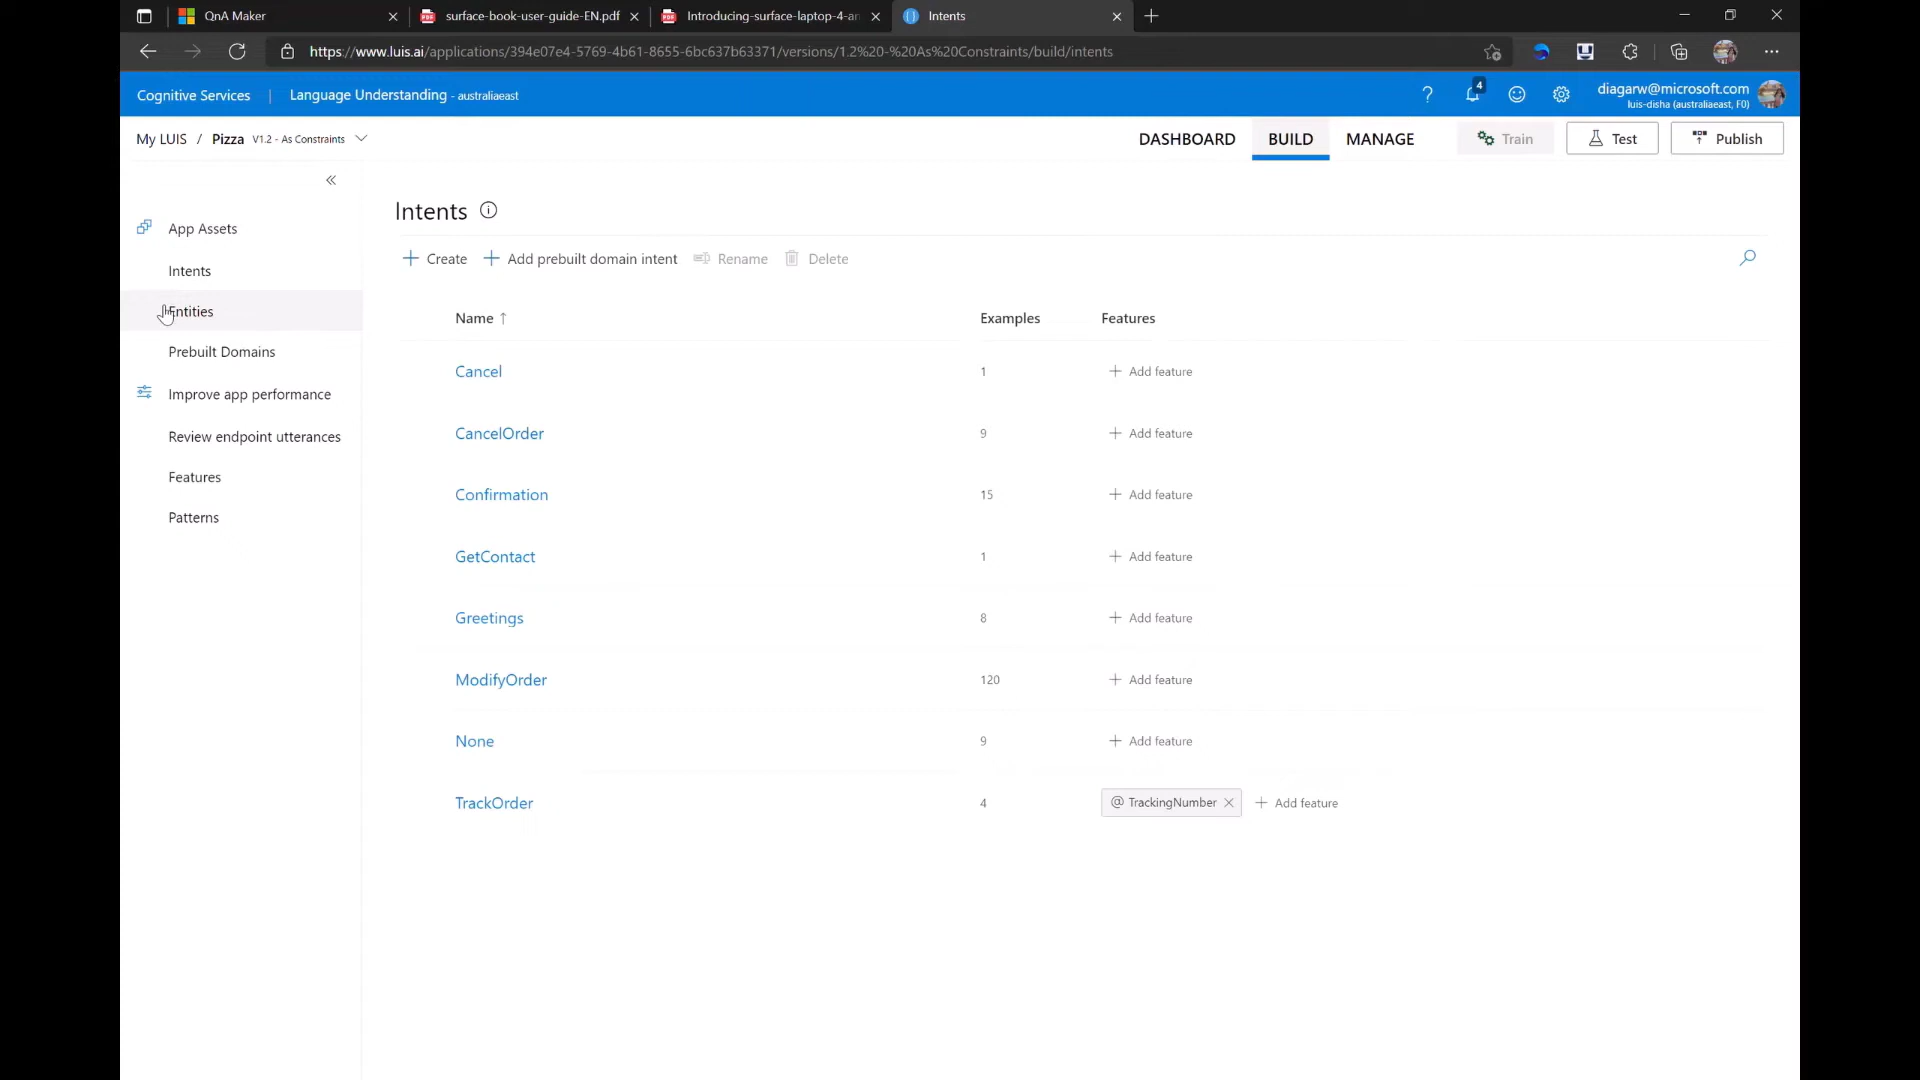 QnA Maker
surface-book-user-guide-EN.pdf
Introducing-surface-laptop-4-an
Intents
https://www.luis.ai/applications/394e07e4-5769-4b61-8655-6bc637b63371/versions/1.2%20-%20As%20Constraints/build/intents
Cognitive Services | Language Understanding - australiaeast
? 4 diagarw@microsoft.com
luis-disha (australiaeast, F0)
My LUIS / Pizza V1.2 - As Constraints
DASHBOARD BUILD MANAGE Train Test Publish
App Assets
Intents
Entities
Prebuilt Domains
Improve app performance
Review endpoint utterances
Features
Patterns
Intents
Create Add prebuilt domain intent Rename Delete
Name ↑ Examples Features
Cancel 1 + Add feature
CancelOrder 9 + Add feature
Confirmation 15 + Add feature
GetContact 1 + Add feature
Greetings 8 + Add feature
ModifyOrder 120 + Add feature
None 9 + Add feature
TrackOrder 4 @ TrackingNumber + Add feature